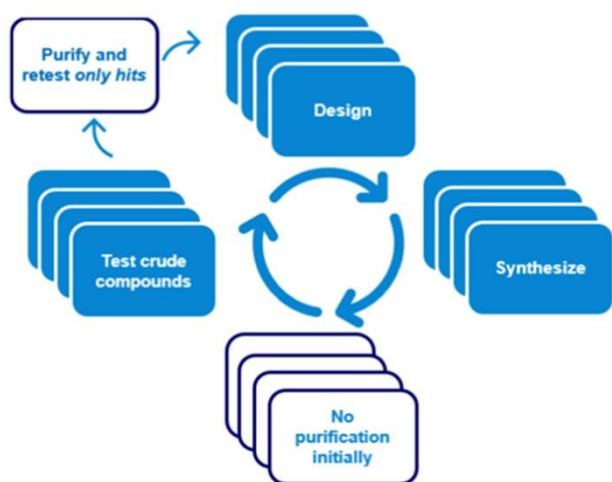 Purify and
retest only hits
Design
Test crude
compounds
Synthesize
No
purification
initially